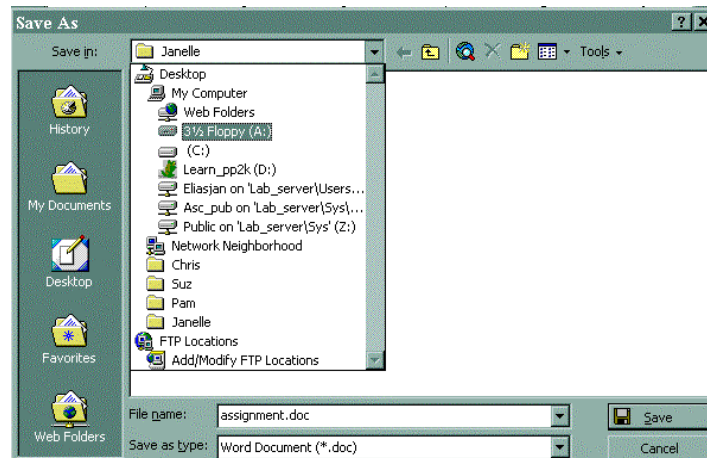 Save As
Save in:
Janelle
Tools
History
My Documents
Desktop
Favorites
Web Folders
Desktop
My Computer
Web Folders
3½ Floppy (A:)
(C:)
Learn_pp2k (D:)
Eliasjan on 'Lab_server\Users...
Asc_pub on 'Lab_server\Sys\...
Public on 'Lab_server\Sys' (Z:)
Network Neighborhood
Chris
Suz
Pam
Janelle
FTP Locations
Add/Modify FTP Locations
File name:
assignment.doc
Save
Save as type:
Word Document (*.doc)
Cancel